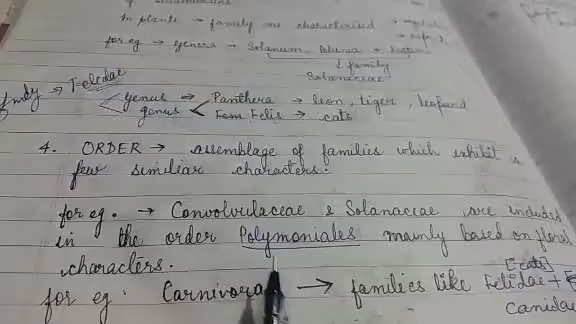 In plants → family are characterised →
for eg → genera → Solanum, Petunia +
↓ family
Solanaceae
family → Felidae
genus → Panthera → lion, tiger, leopard
genus Fem Felis → cats
4. ORDER → assemblage of families which exhibit a
few similiar characters.
for eg. → Convolvulaceae & Solanaceae are included
in the order Polymoniales mainly based on floral
characters.
[cats]
for eg. Carnivora → families like Felidae +
Canidae